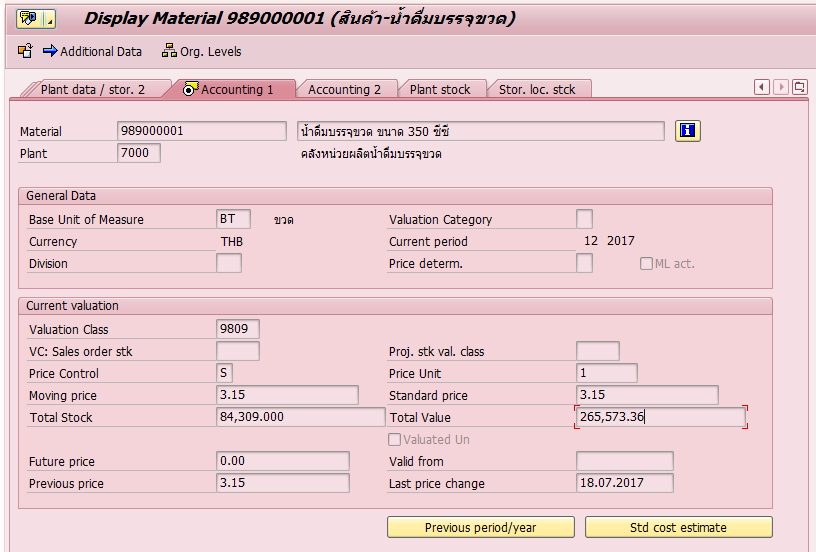 Display Material 989000001 (สินค้า-น้ำดื่มบรรจุขวด)
Additional Data Org. Levels
Plant data / stor. 2 Accounting 1 Accounting 2 Plant stock Stor. loc. stck
Material 989000001 น้ำดื่มบรรจุขวด ขนาด 350 ซีซี
Plant 7000 คลังหน่วยผลิตน้ำดื่มบรรจุขวด
General Data
Base Unit of Measure BT ขวด Valuation Category
Currency THB Current period 12 2017
Division Price determ. ML act.
Current valuation
Valuation Class 9809
VC: Sales order stk Proj. stk val. class
Price Control S Price Unit 1
Moving price 3.15 Standard price 3.15
Total Stock 84,309.000 Total Value 265,573.36
Valuated Un
Future price 0.00 Valid from
Previous price 3.15 Last price change 18.07.2017
Previous period/year Std cost estimate